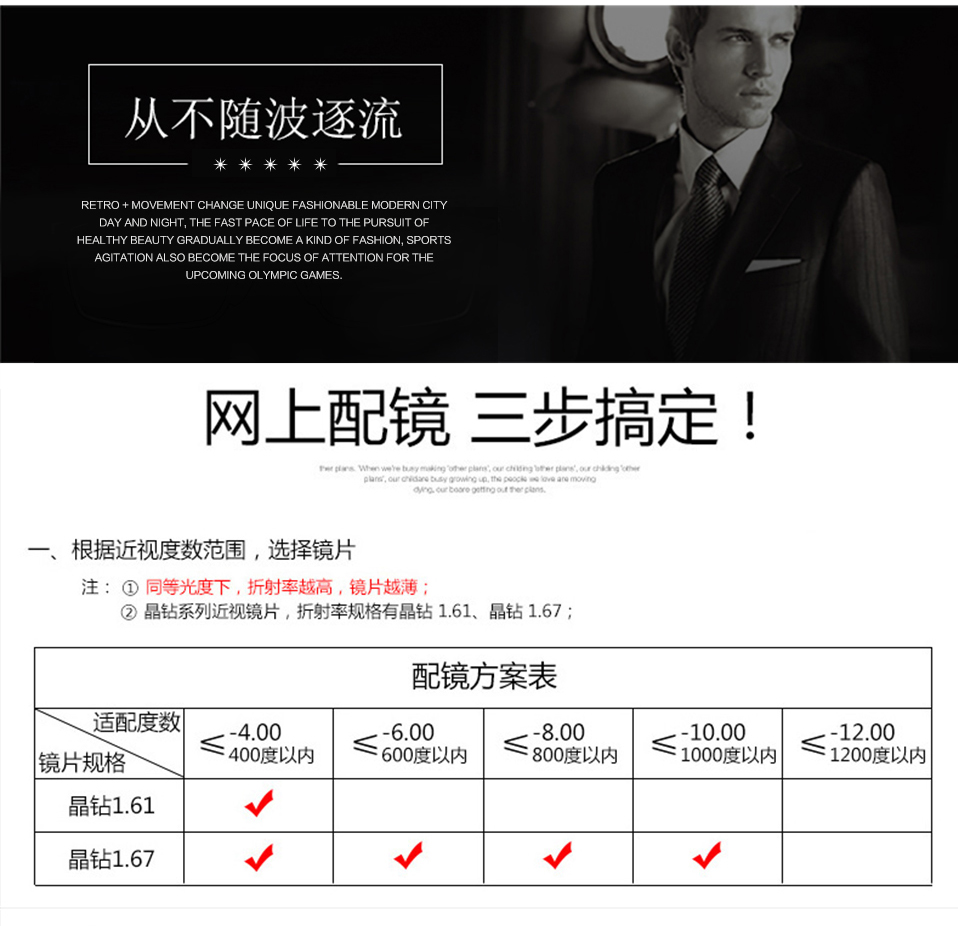 从不随波逐流
RETRO + MOVEMENT CHANGE UNIQUE FASHIONABLE MODERN CITY
DAY AND NIGHT, THE FAST PACE OF LIFE TO THE PURSUIT OF
HEALTHY BEAUTY GRADUALLY BECOME A KIND OF FASHION, SPORTS
AGITATION ALSO BECOME THE FOCUS OF ATTENTION FOR THE
UPCOMING OLYMPIC GAMES.
网上配镜 三步搞定！
ther plans. 'When we're busy making 'other plans', our childing 'other plans', our childing 'other
plans', our childare busy growing up, the people we love are moving
dying, our boare getting out ther plans.
一、根据近视度数范围，选择镜片
注：① 同等光度下，折射率越高，镜片越薄；
② 晶钻系列近视镜片，折射率规格有晶钻 1.61、晶钻 1.67；
配镜方案表
适配度数
镜片规格
≤ -4.00 400度以内
≤ -6.00 600度以内
≤ -8.00 800度以内
≤ -10.00 1000度以内
≤ -12.00 1200度以内
晶钻1.61
晶钻1.67